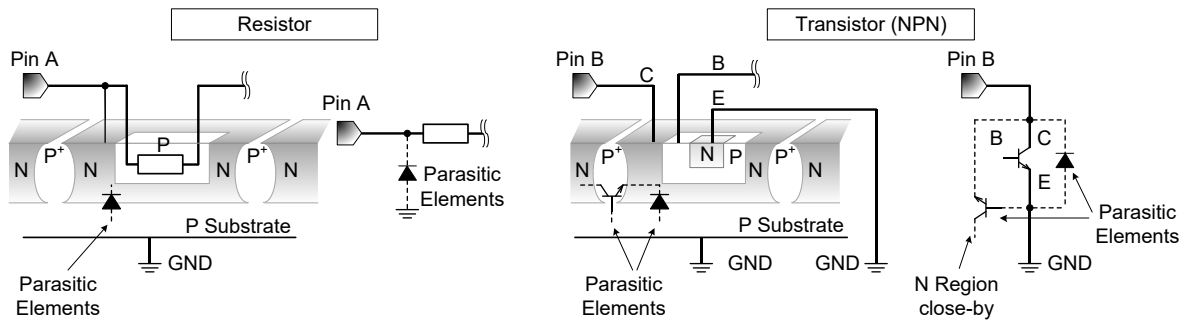 Resistor
Transistor (NPN)
Pin A
Pin A
N
P+
N
P
P+
N
N
Parasitic
Elements
P Substrate
GND
Parasitic
Elements
Pin B
C
B
E
N
P+
N
N
P
P+
N
N
P Substrate
GND
GND
Parasitic
Elements
Pin B
B
C
E
Parasitic
Elements
GND
N Region
close-by